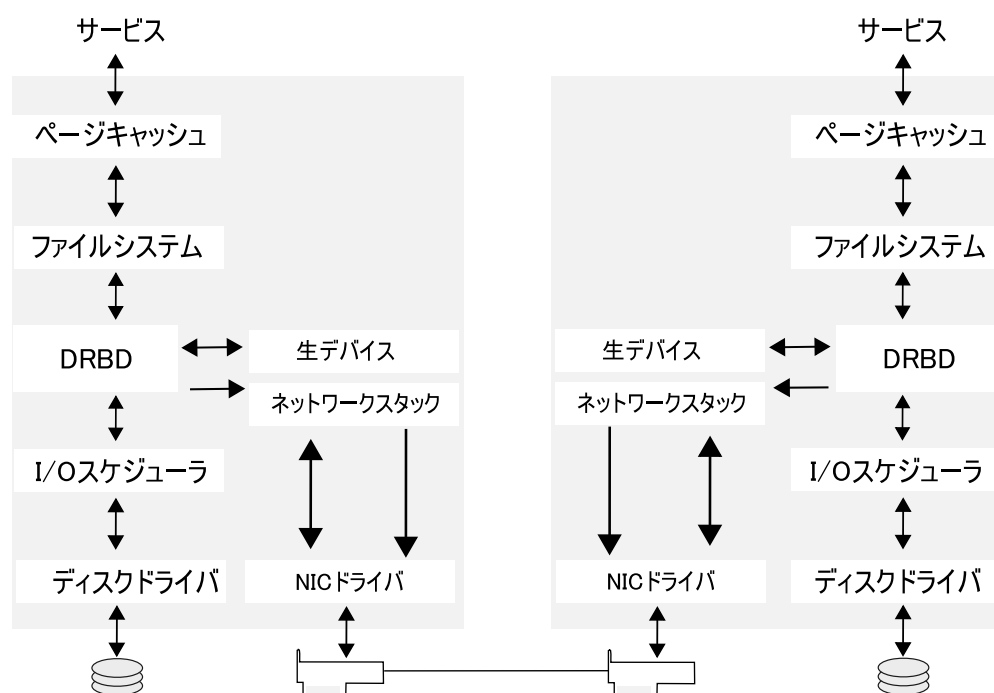 サービス
ページキャッシュ
ファイルシステム
DRBD
生デバイス
ネットワークスタック
I/Oスケジューラ
ディスクドライバ
NICドライバ
サービス
ページキャッシュ
ファイルシステム
生デバイス
DRBD
ネットワークスタック
I/Oスケジューラ
NICドライバ
ディスクドライバ